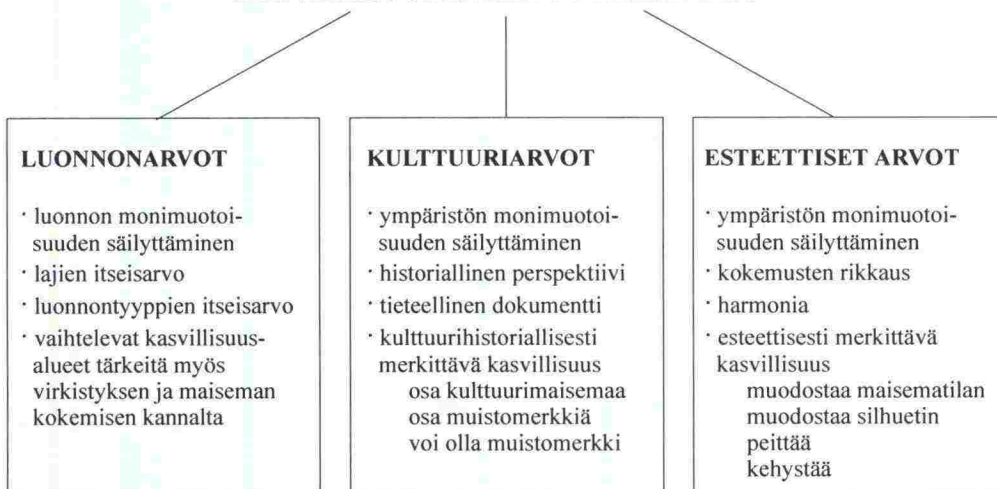 LUONNONARVOT
· luonnon monimuotoi-
suuden säilyttäminen
· lajien itseisarvo
· luonnontyyppien itseisarvo
· vaihtelevat kasvillisuus-
alueet tärkeitä myös
virkistyksen ja maiseman
kokemisen kannalta
KULTTUURIARVOT
· ympäristön monimuotoi-
suuden säilyttäminen
· historiallinen perspektiivi
· tieteellinen dokumentti
· kulttuurihistoriallisesti
merkittävä kasvillisuus
osa kulttuurimaisemaa
osa muistomerkkiä
voi olla muistomerkki
ESTEETTISET ARVOT
· ympäristön monimuotoi-
suuden säilyttäminen
· kokemusten rikkaus
· harmonia
· esteettisesti merkittävä
kasvillisuus
muodostaa maisematilan
muodostaa silhuetin
peittää
kehystää